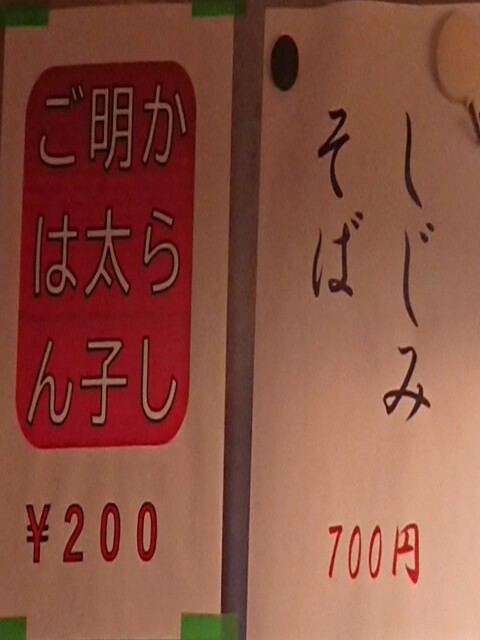 からし
明太子
ごはん
¥200
しじみ
そば
700円